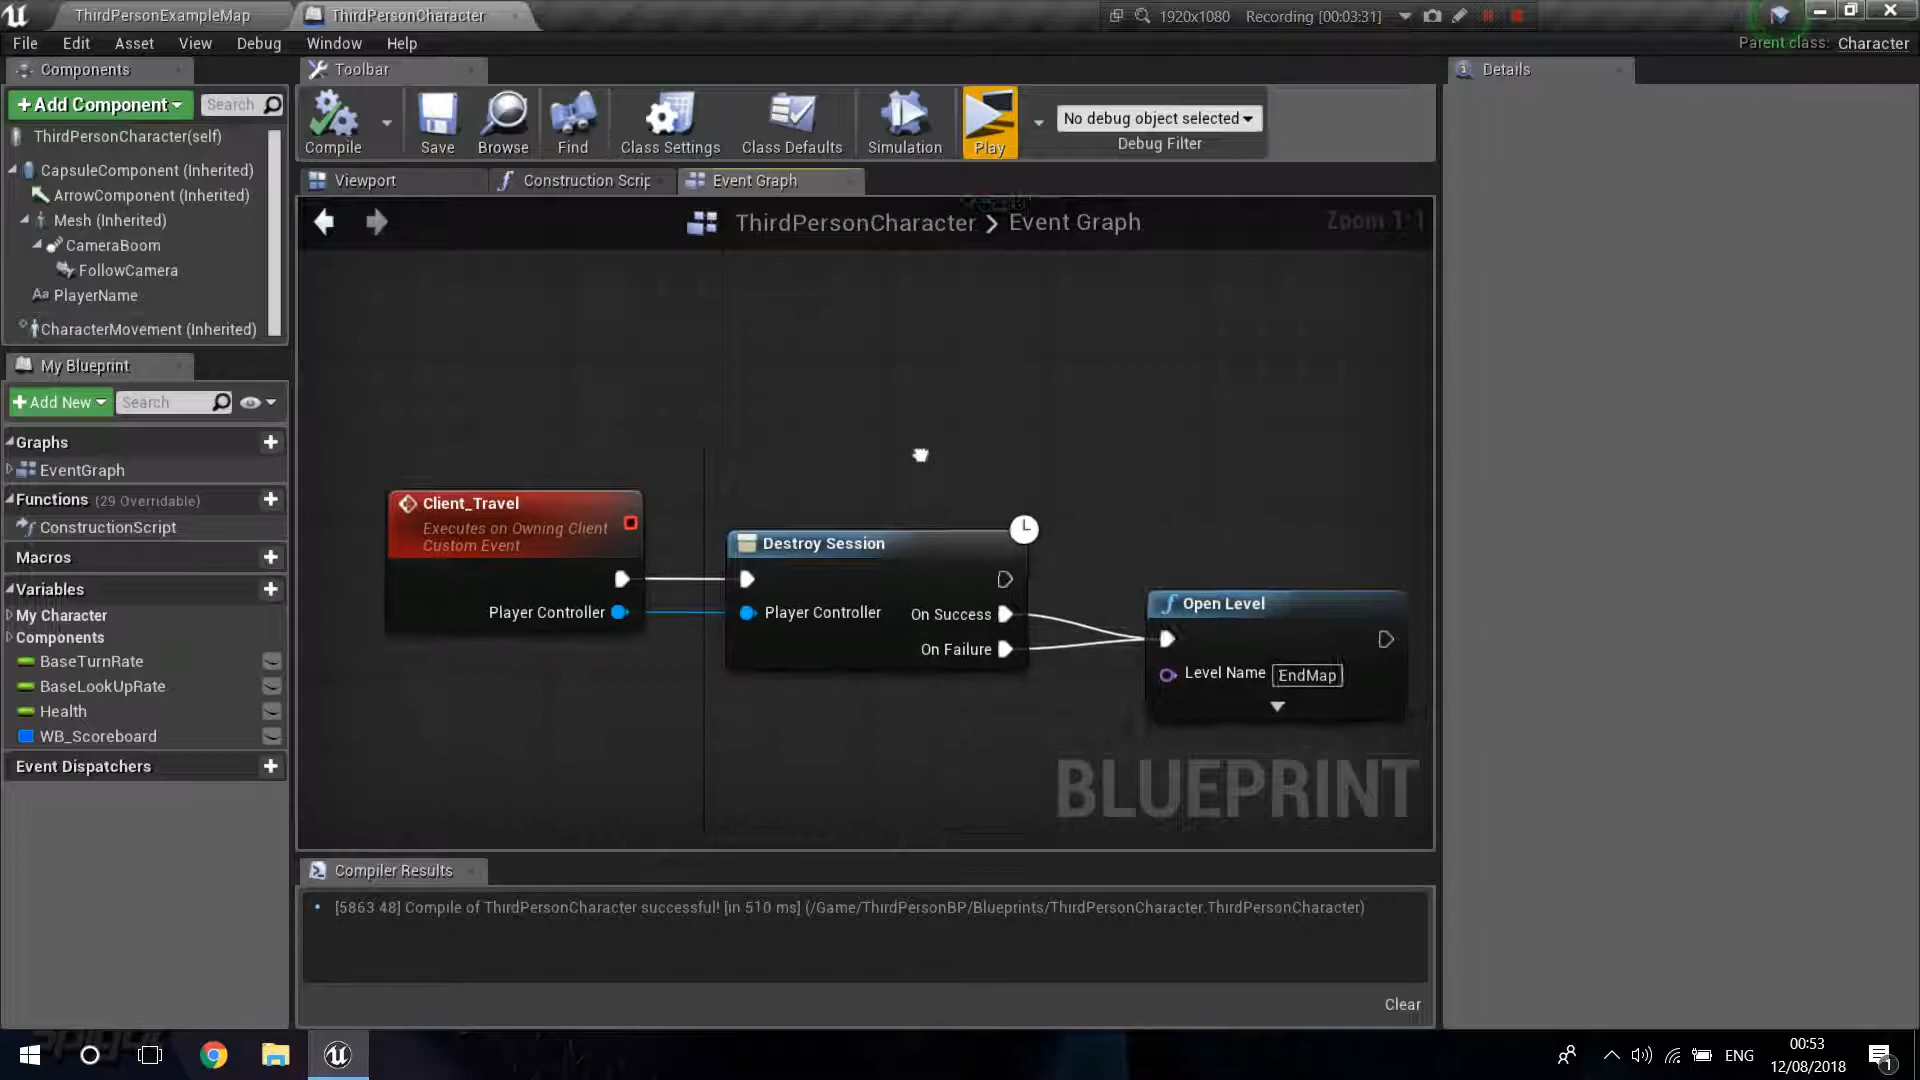 ThirdPersonExampleMap
ThirdPersonCharacter
1920x1080
Recording [00:03:31]
File Edit Asset View Debug Window Help
Parent class: Character
Components
Toolbar
Details
+Add Component
Search
ThirdPersonCharacter(self)
CapsuleComponent (Inherited)
ArrowComponent (Inherited)
Mesh (Inherited)
CameraBoom
FollowCamera
Aa PlayerName
CharacterMovement (Inherited)
Compile
Save
Browse
Find
Class Settings
Class Defaults
Simulation
Play
No debug object selected
Debug Filter
Viewport
Construction Scrip
Event Graph
ThirdPersonCharacter > Event Graph
Zoom 1:1
My Blueprint
+Add New
Search
Graphs
EventGraph
Functions (29 Overridable)
ConstructionScript
Macros
Variables
My Character
Components
BaseTurnRate
BaseLookUpRate
Health
WB_Scoreboard
Event Dispatchers
Client_Travel
Executes on Owning Client
Custom Event
Player Controller
Destroy Session
Player Controller
On Success
On Failure
Open Level
Level Name EndMap
BLUEPRINT
Compiler Results
[5863 48] Compile of ThirdPersonCharacter successful! [in 510 ms] (/Game/ThirdPersonBP/Blueprints/ThirdPersonCharacter.ThirdPersonCharacter)
Clear
ENG
00:53
12/08/2018
1